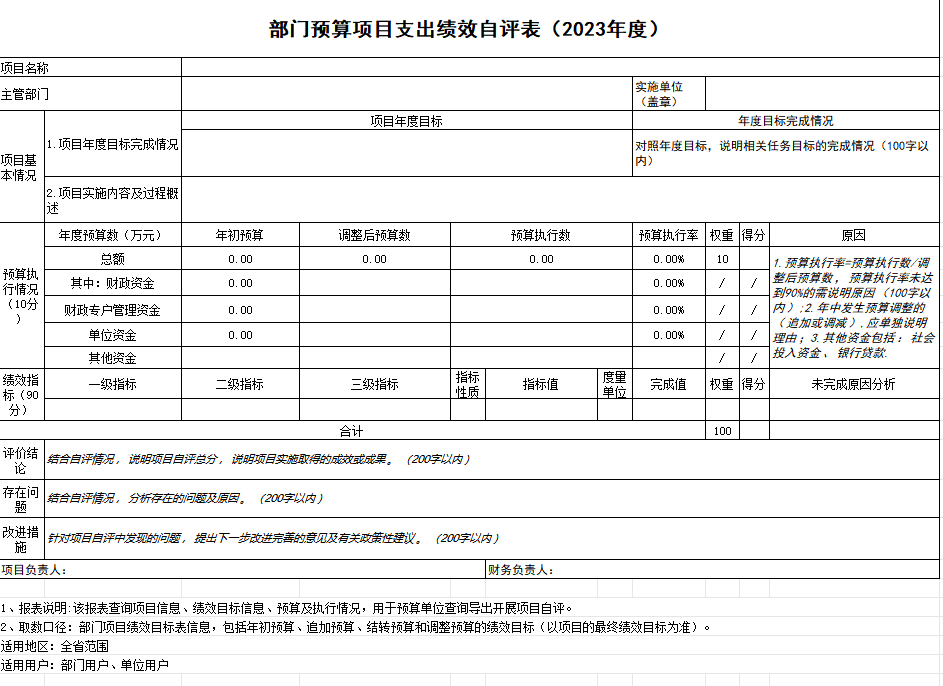 部门预算项目支出绩效自评表（2023年度）
项目名称
主管部门
实施单位
（盖章）
项目基
本情况
1.项目年度目标完成情况
项目年度目标
年度目标完成情况
对照年度目标，说明相关任务目标的完成情况（100字以
内）
2.项目实施内容及过程概
述
预算执
行情况
（10分
）
年度预算数（万元）
年初预算
调整后预算数
预算执行数
预算执行率
权重
得分
原因
总额
0.00
0.00
0.00
0.00%
10
1.预算执行率=预算执行数/调
整后预算数，预算执行率未达
到90%的需说明原因（100字以
内）;2.年中发生预算调整的
（追加或调减）,应单独说明
理由；3.其他资金包括：社会
投入资金、银行贷款.
其中：财政资金
0.00
0.00%
/
/
财政专户管理资金
0.00
0.00%
/
/
单位资金
0.00
0.00%
/
/
其他资金
/
/
绩效指
标（90
分）
一级指标
二级指标
三级指标
指标
性质
指标值
度量
单位
完成值
权重
得分
未完成原因分析
合计
100
评价结
论
结合自评情况，说明项目自评总分，说明项目实施取得的成效或成果。（200字以内）
存在问
题
结合自评情况，分析存在的问题及原因。（200字以内）
改进措
施
针对项目自评中发现的问题，提出下一步改进完善的意见及有关政策性建议。（200字以内）
项目负责人：
财务负责人：
1、报表说明:该报表查询项目信息、绩效目标信息、预算及执行情况，用于预算单位查询导出开展项目自评。
2、取数口径：部门项目绩效目标表信息，包括年初预算、追加预算、结转预算和调整预算的绩效目标（以项目的最终绩效目标为准）。
适用地区：全省范围
适用用户：部门用户、单位用户